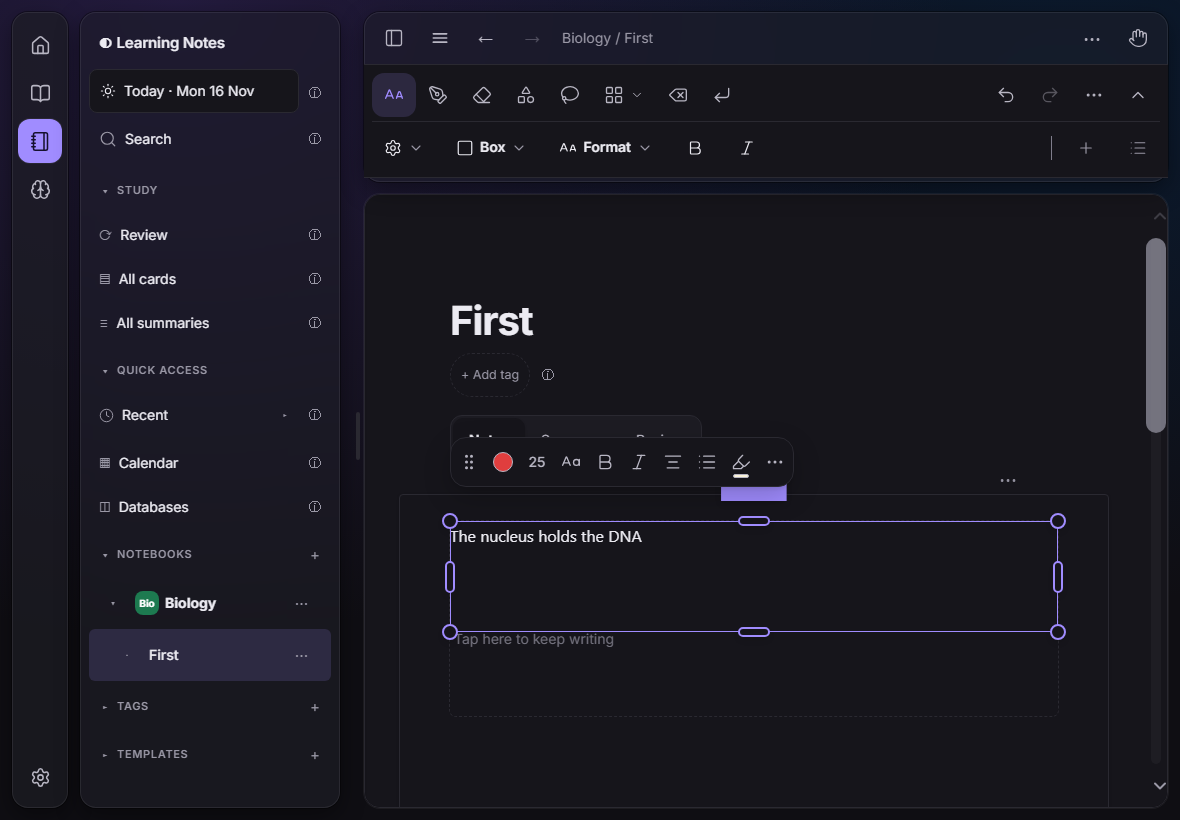 Learning Notes
Today · Mon 16 Nov
Search
STUDY
Review
All cards
All summaries
QUICK ACCESS
Recent
Calendar
Databases
NOTEBOOKS
Bio Biology
First
TAGS
TEMPLATES
Biology / First
AA
Box
AA Format
B
I
First
+ Add tag
25
Aa
B
I
The nucleus holds the DNA
Tap here to keep writing